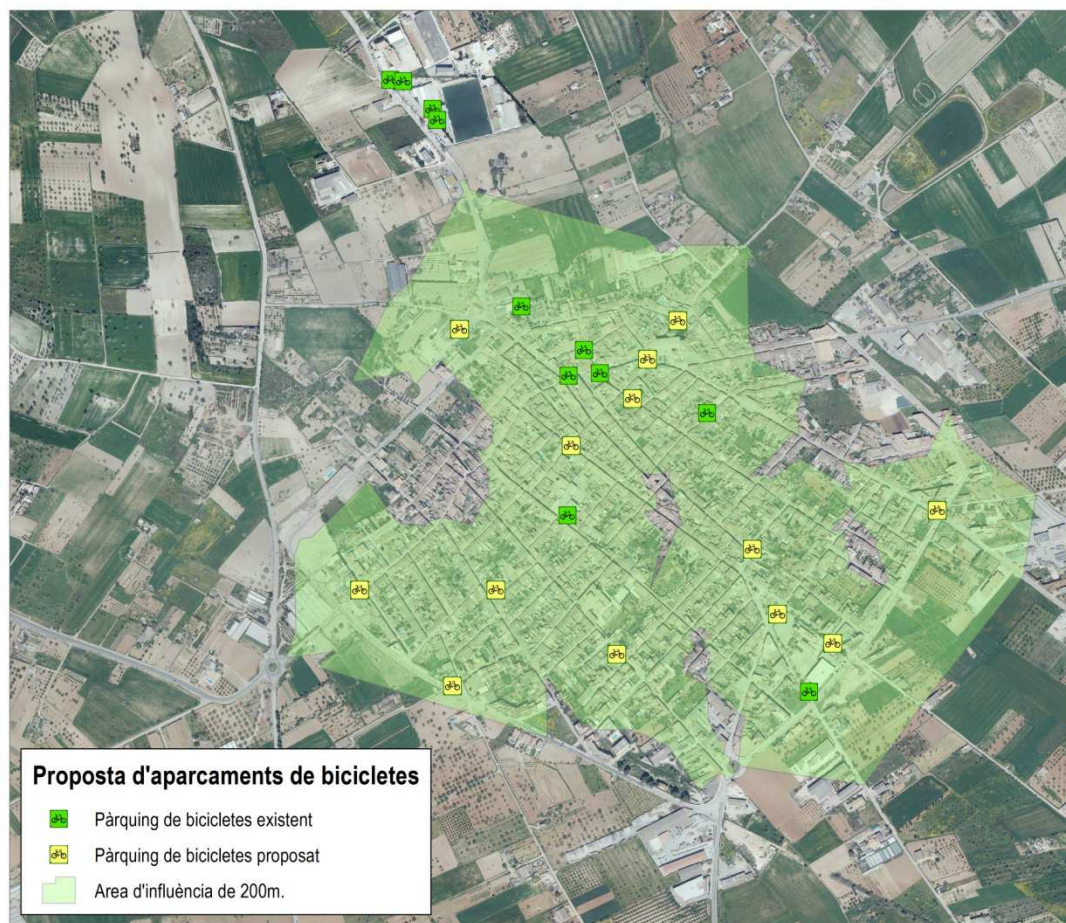 Proposta d'aparcaments de bicicletes
Pàrquing de bicicletes existent
Pàrquing de bicicletes proposat
Area d'influència de 200m.